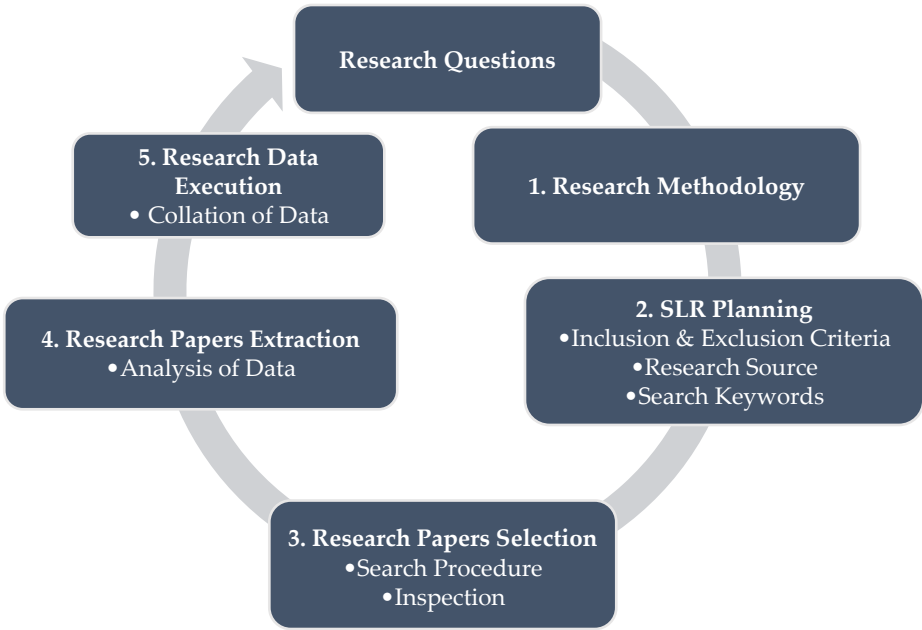 Research Questions
1. Research Methodology
2. SLR Planning
•Inclusion & Exclusion Criteria
•Research Source
•Search Keywords
3. Research Papers Selection
•Search Procedure
•Inspection
4. Research Papers Extraction
•Analysis of Data
5. Research Data
Execution
• Collation of Data